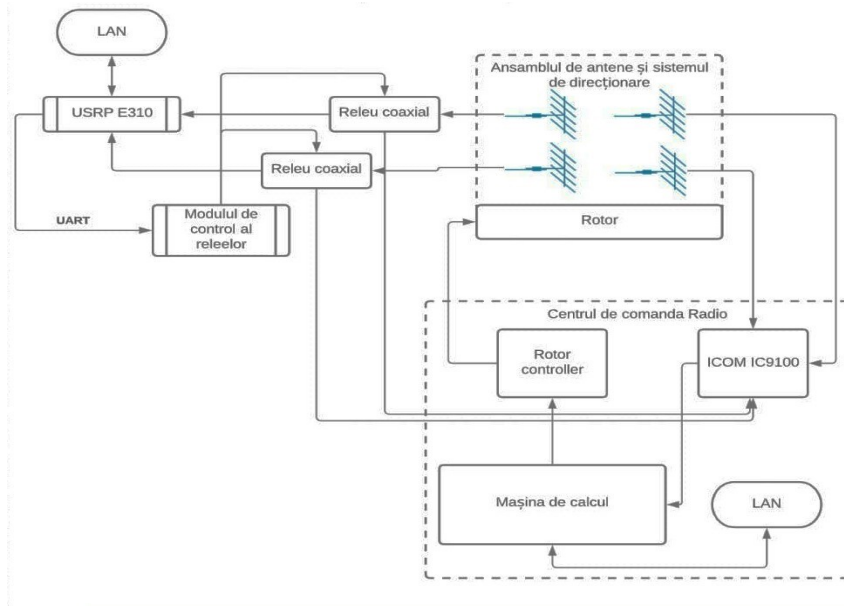 LAN
Ansamblul de antene și sistemul
de direcționare
USRP E310
Releu coaxial
Releu coaxial
UART
Modulul de
control al
releelor
Rotor
Centrul de comanda Radio
Rotor
controller
ICOM IC9100
Mașina de calcul
LAN